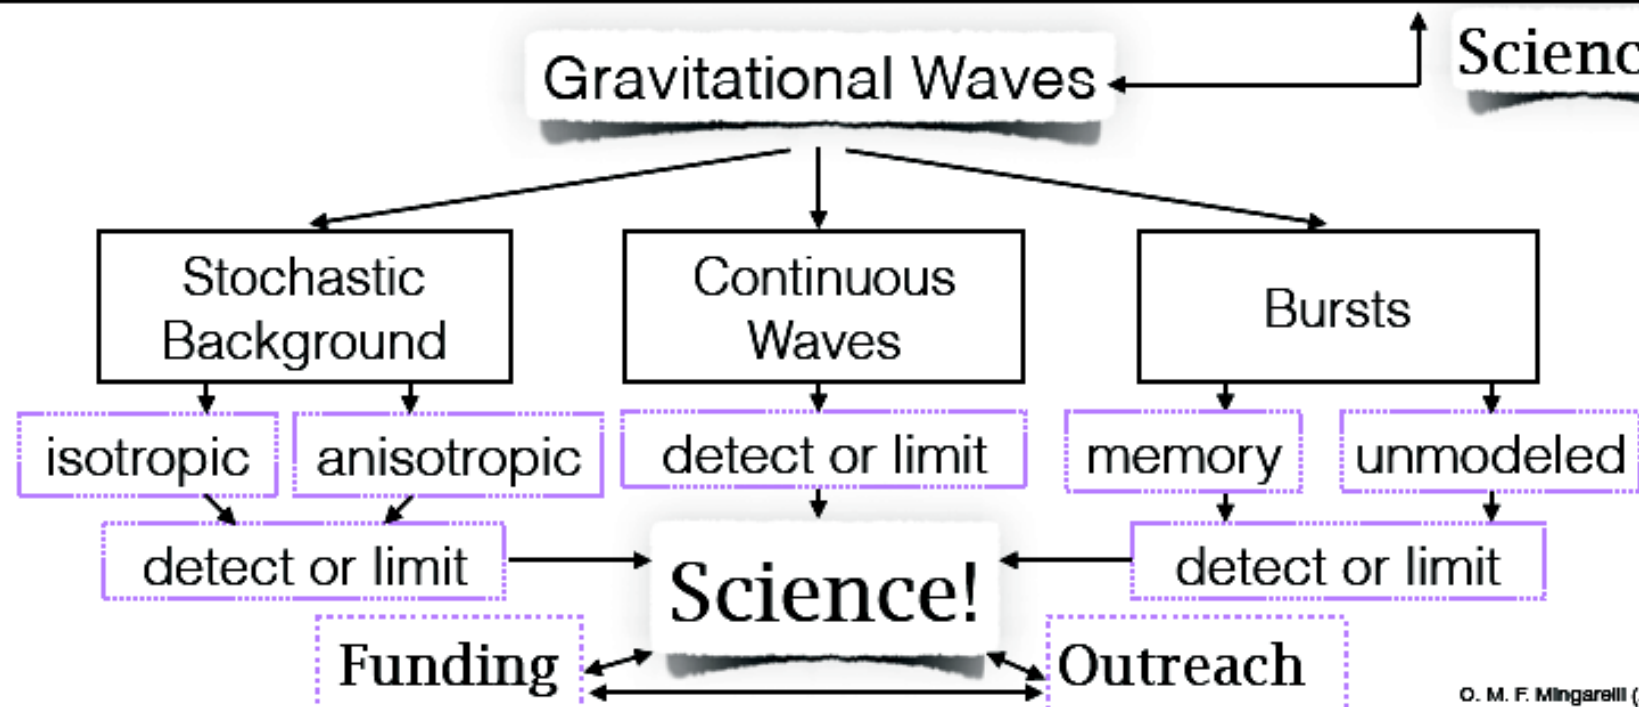 Gravitational Waves
Scienc
Stochastic
Background
Continuous
Waves
Bursts
isotropic
anisotropic
detect or limit
memory
unmodeled
detect or limit
Science!
detect or limit
Funding
Outreach
C. M. F. Mingarelli (